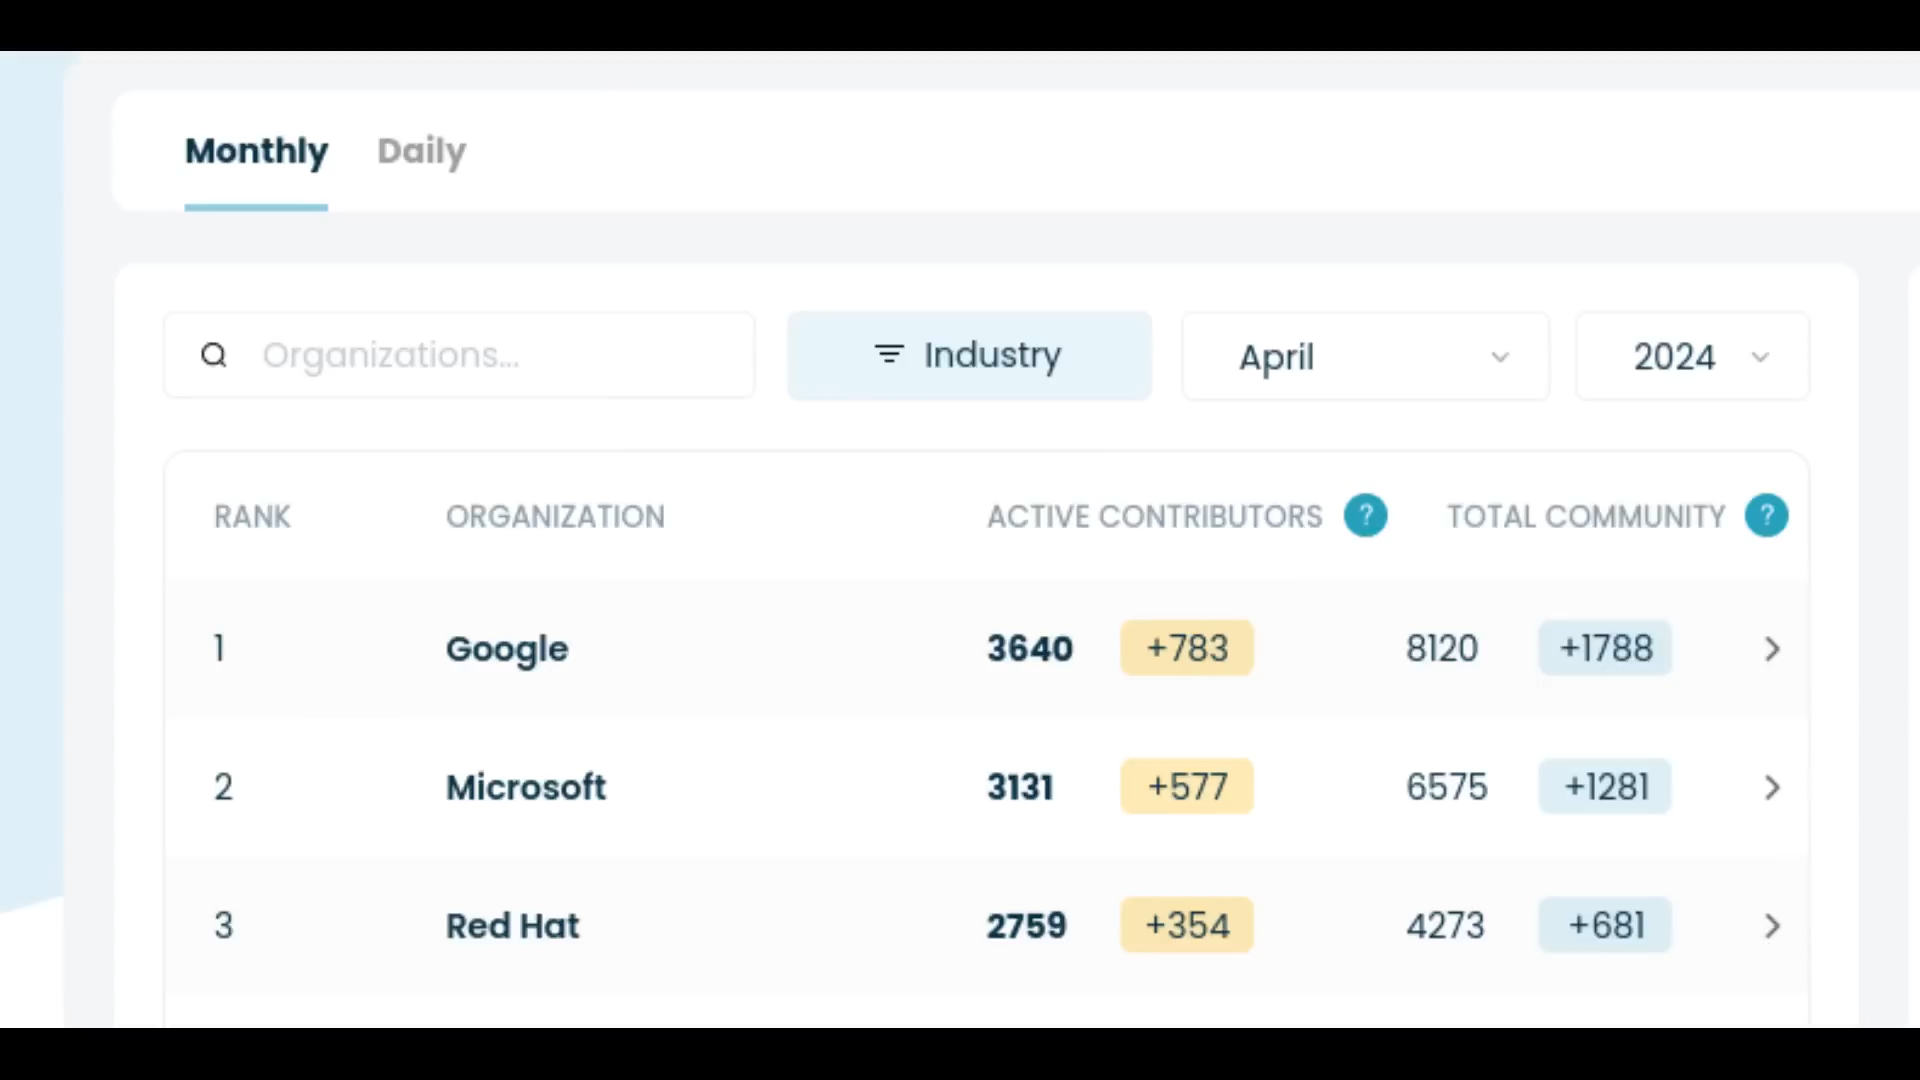 Monthly Daily
Organizations... Industry April 2024
RANK ORGANIZATION ACTIVE CONTRIBUTORS ? TOTAL COMMUNITY ?
1 Google 3640 +783 8120 +1788
2 Microsoft 3131 +577 6575 +1281
3 Red Hat 2759 +354 4273 +681